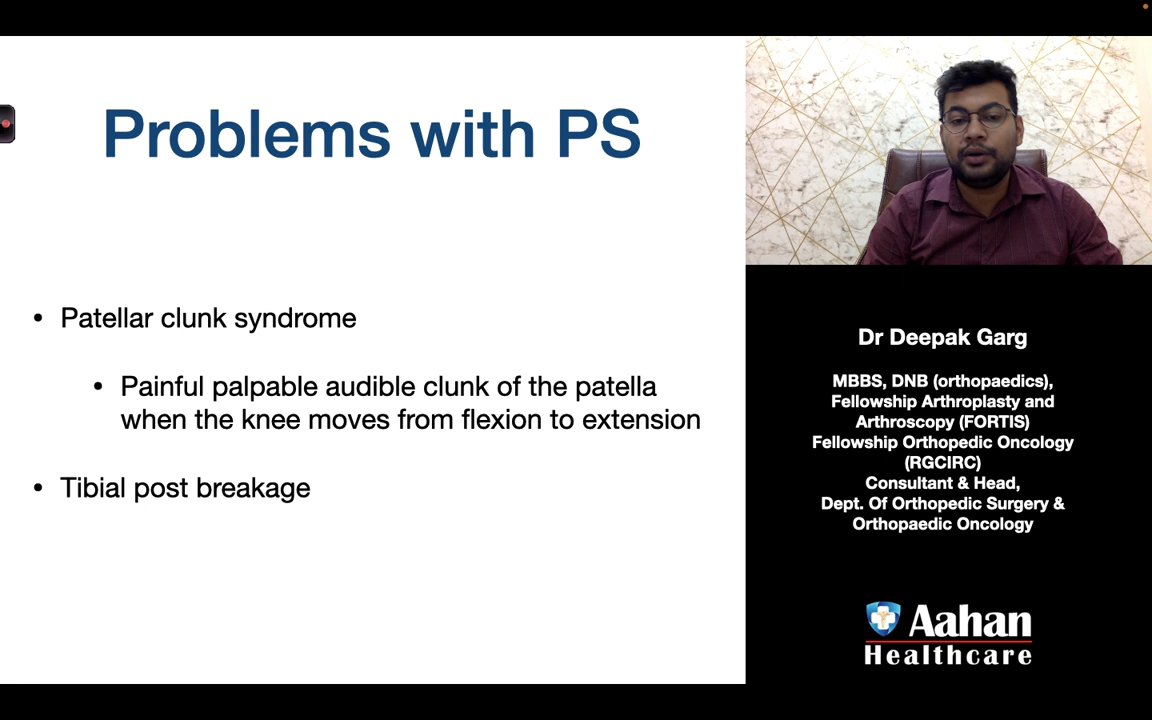 Problems with PS
• Patellar clunk syndrome
• Painful palpable audible clunk of the patella
when the knee moves from flexion to extension
• Tibial post breakage
Dr Deepak Garg
MBBS, DNB (orthopaedics),
Fellowship Arthroplasty and
Arthroscopy (FORTIS)
Fellowship Orthopedic Oncology
(RGCIRC)
Consultant & Head,
Dept. Of Orthopedic Surgery &
Orthopaedic Oncology
Aahan
Healthcare